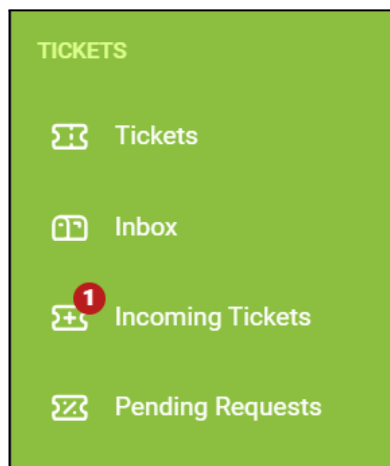 TICKETS
Tickets
Inbox
1
Incoming Tickets
Pending Requests